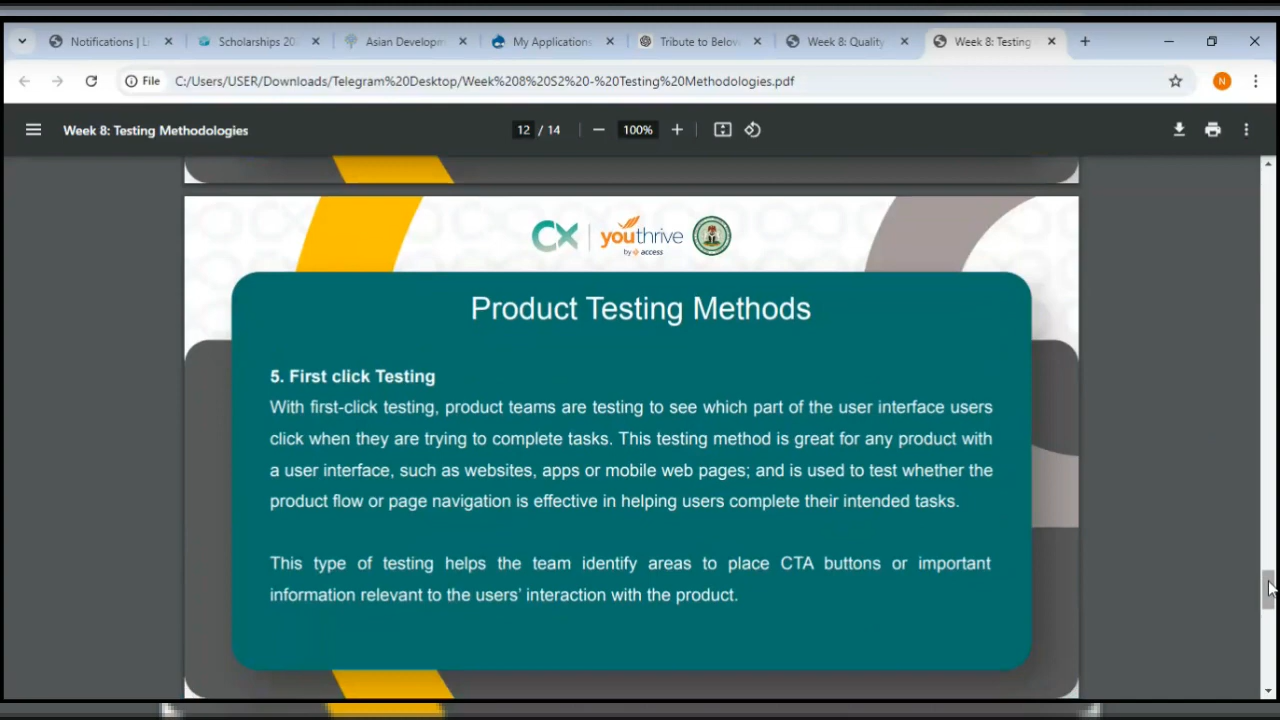 Notifications | L
Scholarships 20
Asian Developm
My Applications
Tribute to Belov
Week 8: Quality
Week 8: Testing
File
C:/Users/USER/Downloads/Telegram%20Desktop/Week%208%20S2%20-%20Testing%20Methodologies.pdf
N
Week 8: Testing Methodologies
12 / 14
100%
CX
youthrive
by access
Product Testing Methods
5. First click Testing
With first-click testing, product teams are testing to see which part of the user interface users
click when they are trying to complete tasks. This testing method is great for any product with
a user interface, such as websites, apps or mobile web pages; and is used to test whether the
product flow or page navigation is effective in helping users complete their intended tasks.
This type of testing helps the team identify areas to place CTA buttons or important
information relevant to the users' interaction with the product.